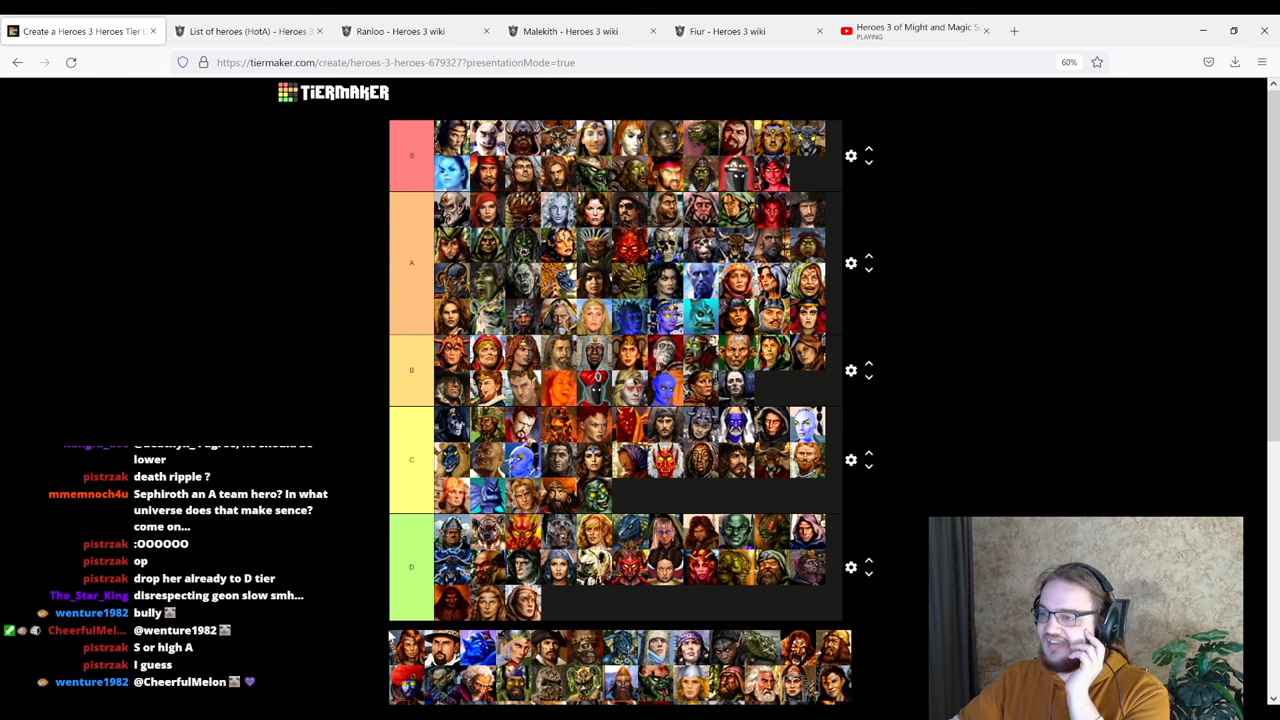 Create a Heroes 3 Heroes Tier L
List of heroes (HotA) - Heroes 3
Ranloo - Heroes 3 wiki
Malekith - Heroes 3 wiki
Fiur - Heroes 3 wiki
Heroes 3 of Might and Magic S
PLAYING
https://tiermaker.com/create/heroes-3-heroes-679327?presentationMode=true
60%
TiERMAKER
S
A
B
C
D
lower
pistrzak death ripple ?
mmemnoch4u Sephiroth an A team hero? In what
universe does that make sence?
come on...
pistrzak :OOOOOO
pistrzak op
pistrzak drop her already to D tier
The_Star_King disrespecting geon slow smh...
wenture1982 bully
CheerfulMel... @wenture1982
pistrzak S or high A
pistrzak I guess
wenture1982 @CheerfulMelon